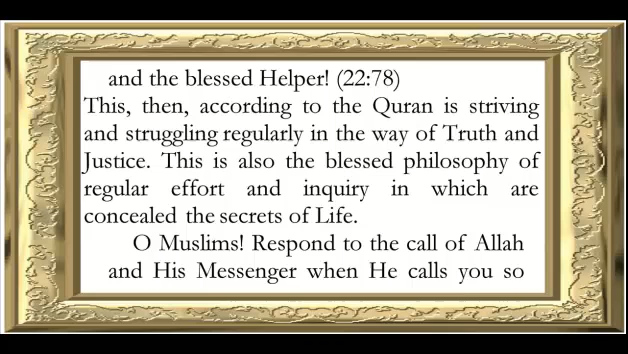 and the blessed Helper! (22:78)
This, then, according to the Quran is striving
and struggling regularly in the way of Truth and
Justice. This is also the blessed philosophy of
regular effort and inquiry in which are
concealed the secrets of Life.
O Muslims! Respond to the call of Allah
and His Messenger when He calls you so